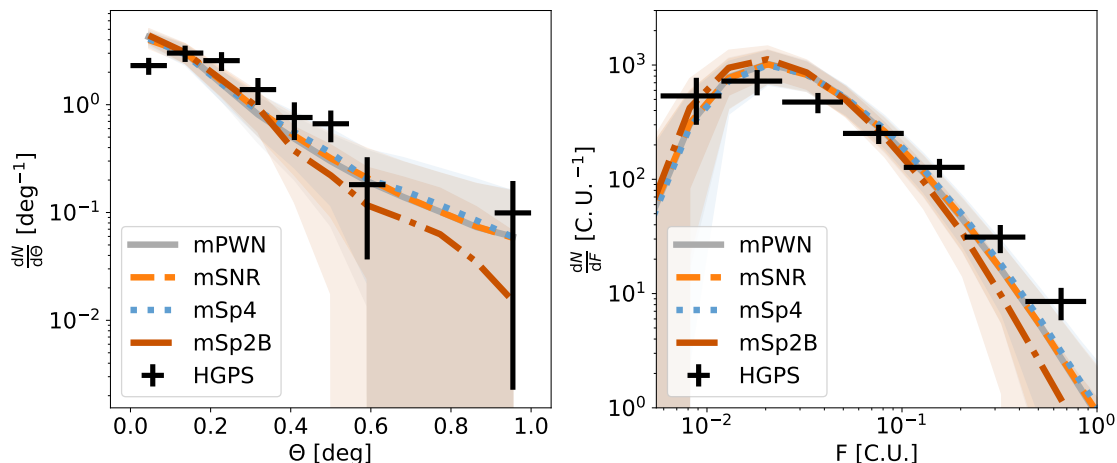 dN/dΘ [deg⁻¹]
10⁰
10⁻¹
10⁻²
mPWN
mSNR
mSp4
mSp2B
HGPS
0.0 0.2 0.4 0.6 0.8 1.0
Θ [deg]
dN/dF [C. U.⁻¹]
10³
10²
10¹
10⁰
mPWN
mSNR
mSp4
mSp2B
HGPS
10⁻² 10⁻¹ 10⁰
F [C.U.]